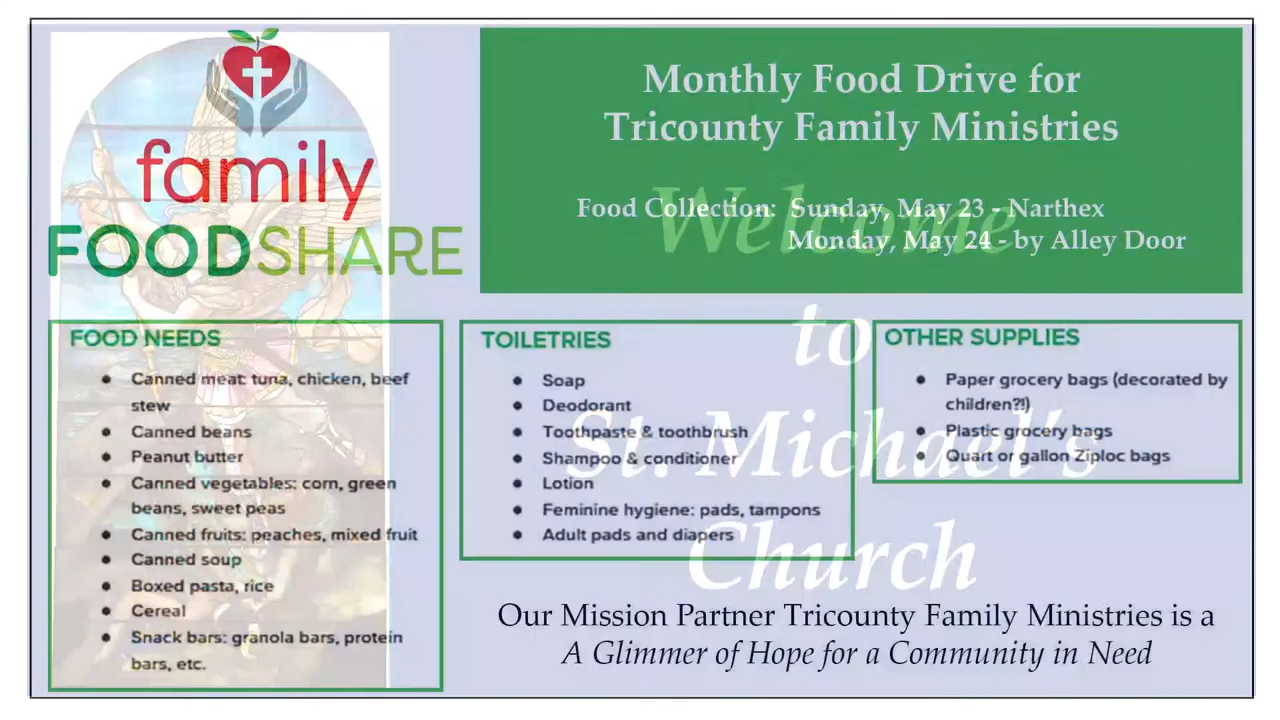 family
FOODSHARE
Monthly Food Drive for
Tricounty Family Ministries
Food Collection: Sunday, May 23 - Narthex
Monday, May 24 - by Alley Door
Welcome
to
St. Michael's
Church
FOOD NEEDS
• Canned meat: tuna, chicken, beef
stew
• Canned beans
• Peanut butter
• Canned vegetables: corn, green
beans, sweet peas
• Canned fruits: peaches, mixed fruit
• Canned soup
• Boxed pasta, rice
• Cereal
• Snack bars: granola bars, protein
bars, etc.
TOILETRIES
• Soap
• Deodorant
• Toothpaste & toothbrush
• Shampoo & conditioner
• Lotion
• Feminine hygiene: pads, tampons
• Adult pads and diapers
OTHER SUPPLIES
• Paper grocery bags (decorated by
children?!)
• Plastic grocery bags
• Quart or gallon Ziploc bags
Our Mission Partner Tricounty Family Ministries is a
A Glimmer of Hope for a Community in Need